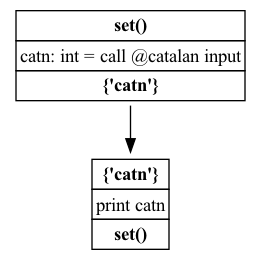 set()
catn: int = call @catalan input
{'catn'}
{'catn'}
print catn
set()